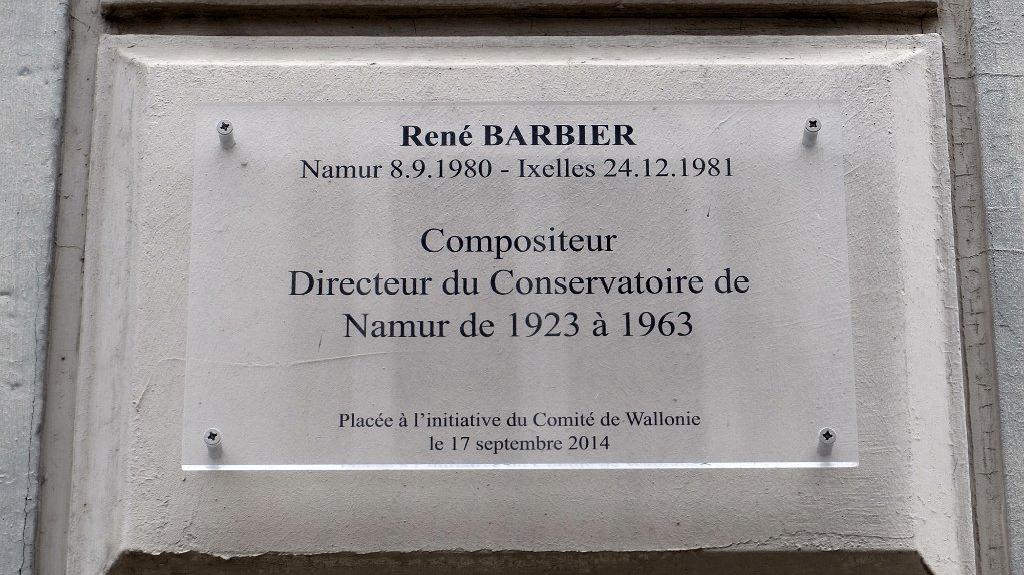 René BARBIER
Namur 8.9.1980 - Ixelles 24.12.1981
Compositeur
Directeur du Conservatoire de
Namur de 1923 à 1963
Placée à l'initiative du Comité de Wallonie
le 17 septembre 2014